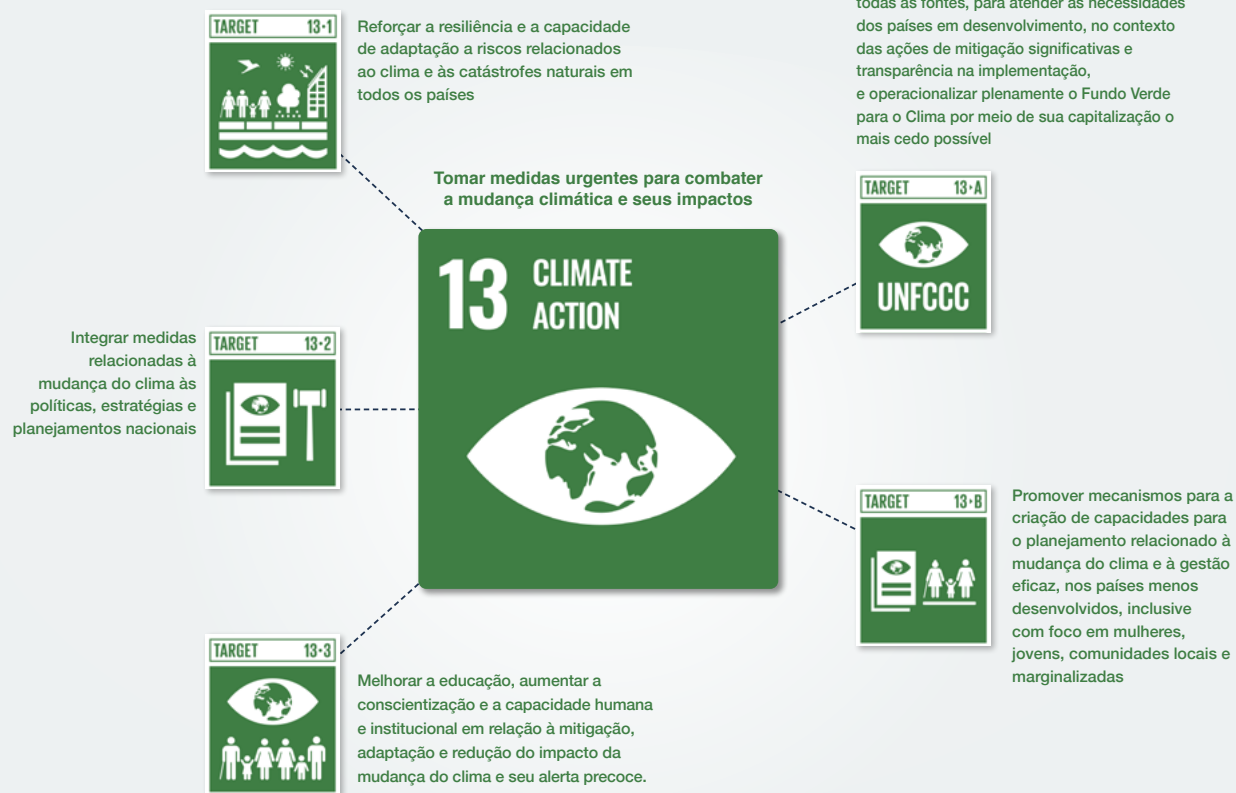 TARGET 13·1
Reforçar a resiliência e a capacidade
de adaptação a riscos relacionados
ao clima e às catástrofes naturais em
todos os países
todas as fontes, para atender às necessidades
dos países em desenvolvimento, no contexto
das ações de mitigação significativas e
transparência na implementação,
e operacionalizar plenamente o Fundo Verde
para o Clima por meio de sua capitalização o
mais cedo possível
TARGET 13·A
UNFCCC
Tomar medidas urgentes para combater
a mudança climática e seus impactos
13 CLIMATE
ACTION
Integrar medidas
relacionadas à
mudança do clima às
políticas, estratégias e
planejamentos nacionais
TARGET 13·2
TARGET 13·B
Promover mecanismos para a
criação de capacidades para
o planejamento relacionado à
mudança do clima e à gestão
eficaz, nos países menos
desenvolvidos, inclusive
com foco em mulheres,
jovens, comunidades locais e
marginalizadas
TARGET 13·3
Melhorar a educação, aumentar a
conscientização e a capacidade humana
e institucional em relação à mitigação,
adaptação e redução do impacto da
mudança do clima e seu alerta precoce.